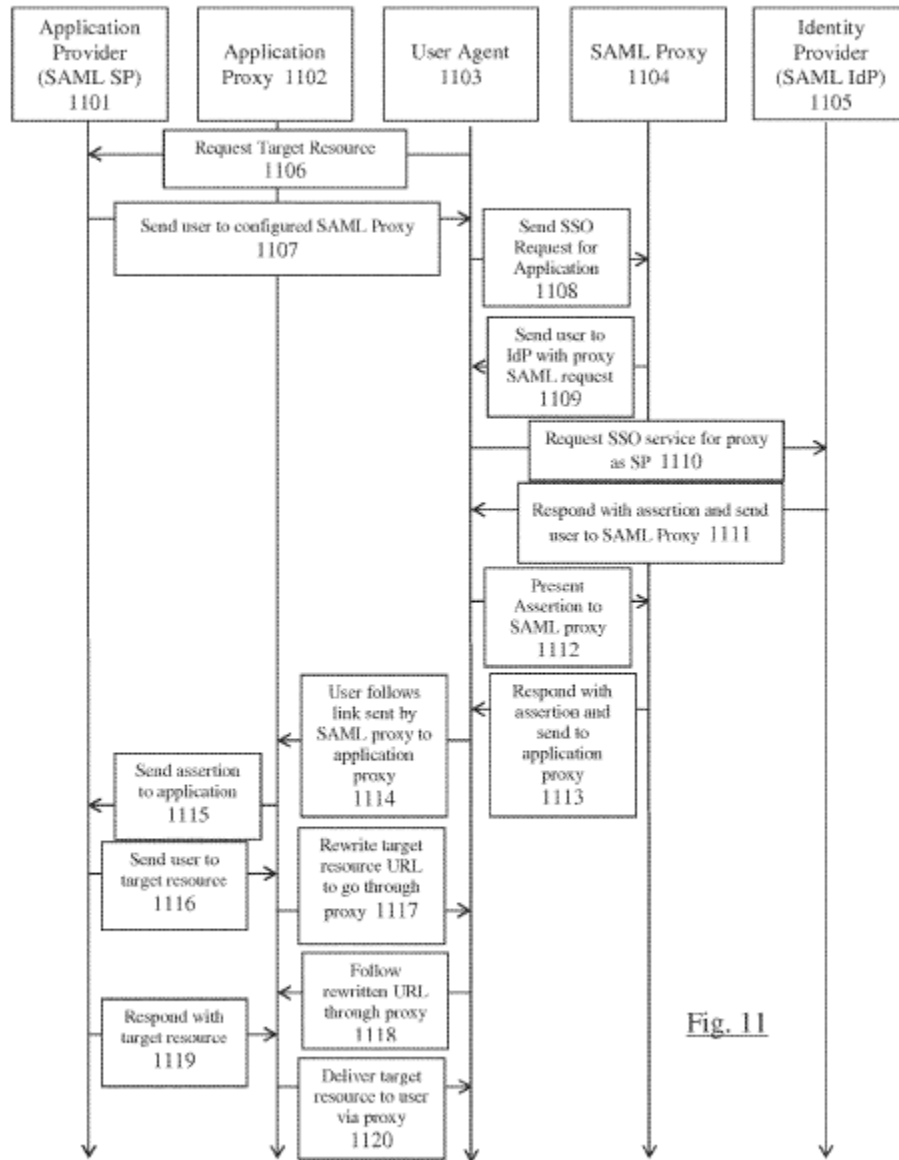 Application
Provider
(SAML SP)
1101
Application
Proxy 1102
User Agent
1103
SAML Proxy
1104
Identity
Provider
(SAML IdP)
1105
Request Target Resource
1106
Send user to configured SAML Proxy
1107
Send SSO
Request for
Application
1108
Send user to
IdP with proxy
SAML request
1109
Request SSO service for proxy
as SP 1110
Respond with assertion and send
user to SAML Proxy 1111
Present
Assertion to
SAML proxy
1112
Respond with
assertion and
send to
application
proxy
1113
User follows
link sent by
SAML proxy to
application
proxy
1114
Send assertion
to application
1115
Send user to
target resource
1116
Rewrite target
resource URL
to go through
proxy 1117
Follow
rewritten URL
through proxy
1118
Respond with
target resource
1119
Deliver target
resource to user
via proxy
1120
Fig. 11